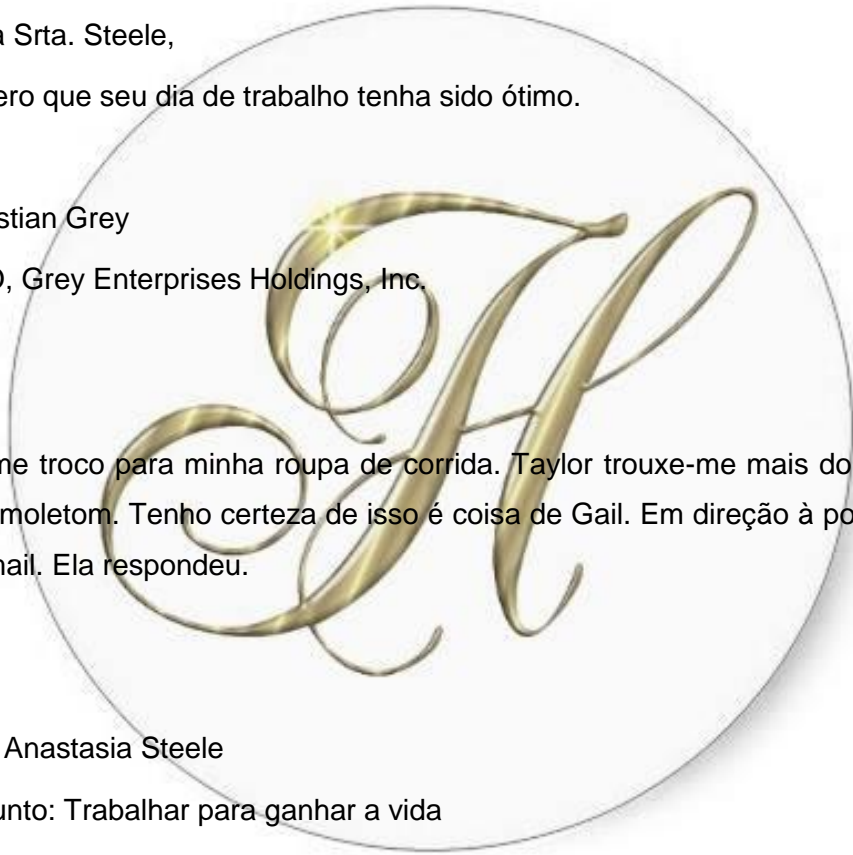 a Srta. Steele,
ero que seu dia de trabalho tenha sido ótimo.
stian Grey
O, Grey Enterprises Holdings, Inc.
H
me troco para minha roupa de corrida. Taylor trouxe-me mais do
moletom. Tenho certeza de isso é coisa de Gail. Em direção à po
nail. Ela respondeu.
Anastasia Steele
unto: Trabalhar para ganhar a vida